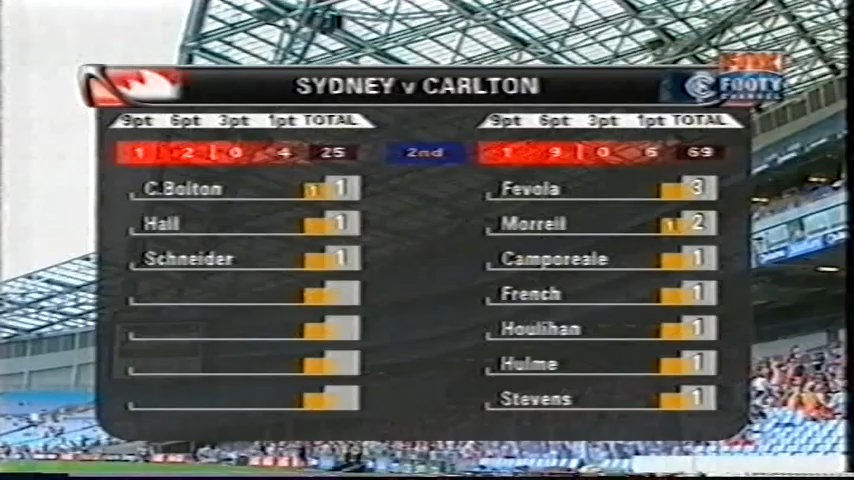 SYDNEY v CARLTON
FOOTY
CHANNEL
9pt 6pt 3pt 1pt TOTAL 9pt 6pt 3pt 1pt TOTAL
1 2 0 4 25 2nd 1 9 0 6 69
C.Bolton 1 1 Fevola 3
Hall 1 Morrell 1 2
Schneider 1 Camporeale 1
French 1
Houlihan 1
Hulme 1
Stevens 1